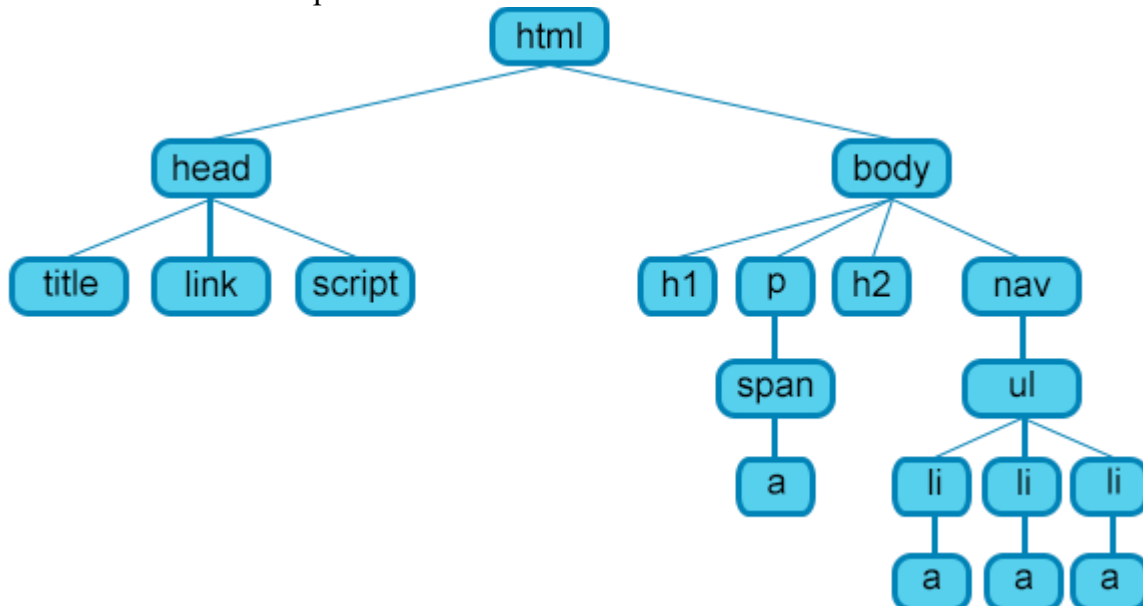 html
head body
title link script h1 p h2 nav
span ul
a li li li
a a a